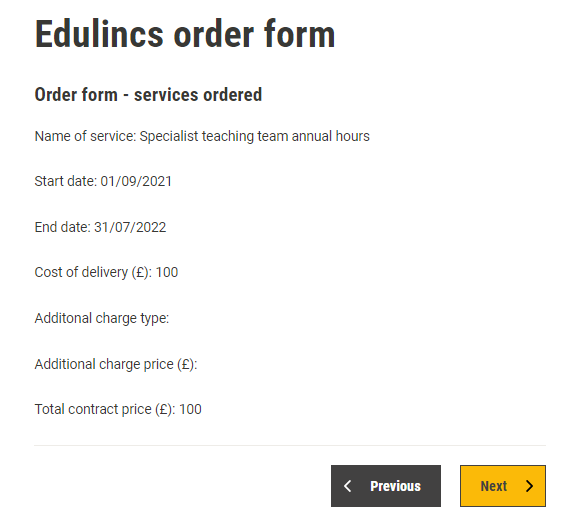 Edulincs order form
Order form - services ordered
Name of service: Specialist teaching team annual hours
Start date: 01/09/2021
End date: 31/07/2022
Cost of delivery (£): 100
Additonal charge type:
Additional charge price (£):
Total contract price (£): 100
Previous
Next